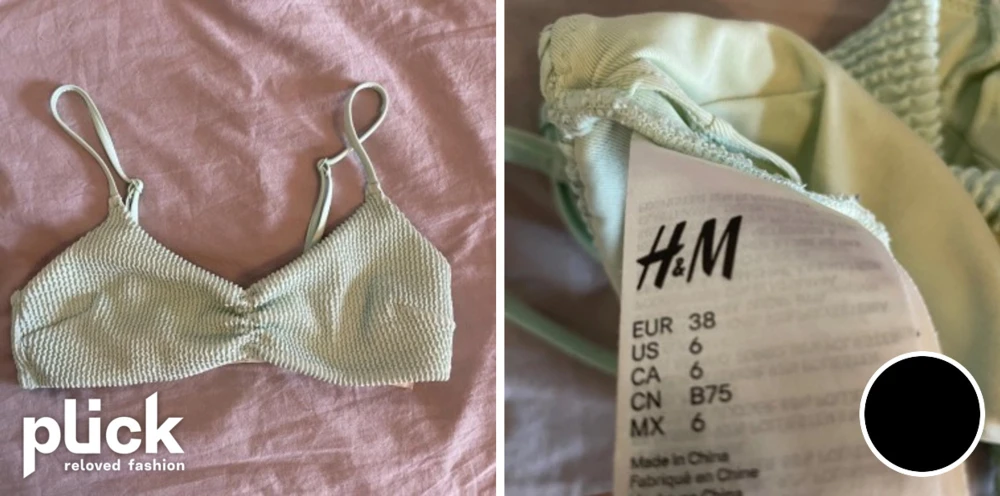 plick
reloved fashion
H&M
EUR 38
US 6
CA 6
CN B75
MX 6
Made in China
Fabriqué en Chine